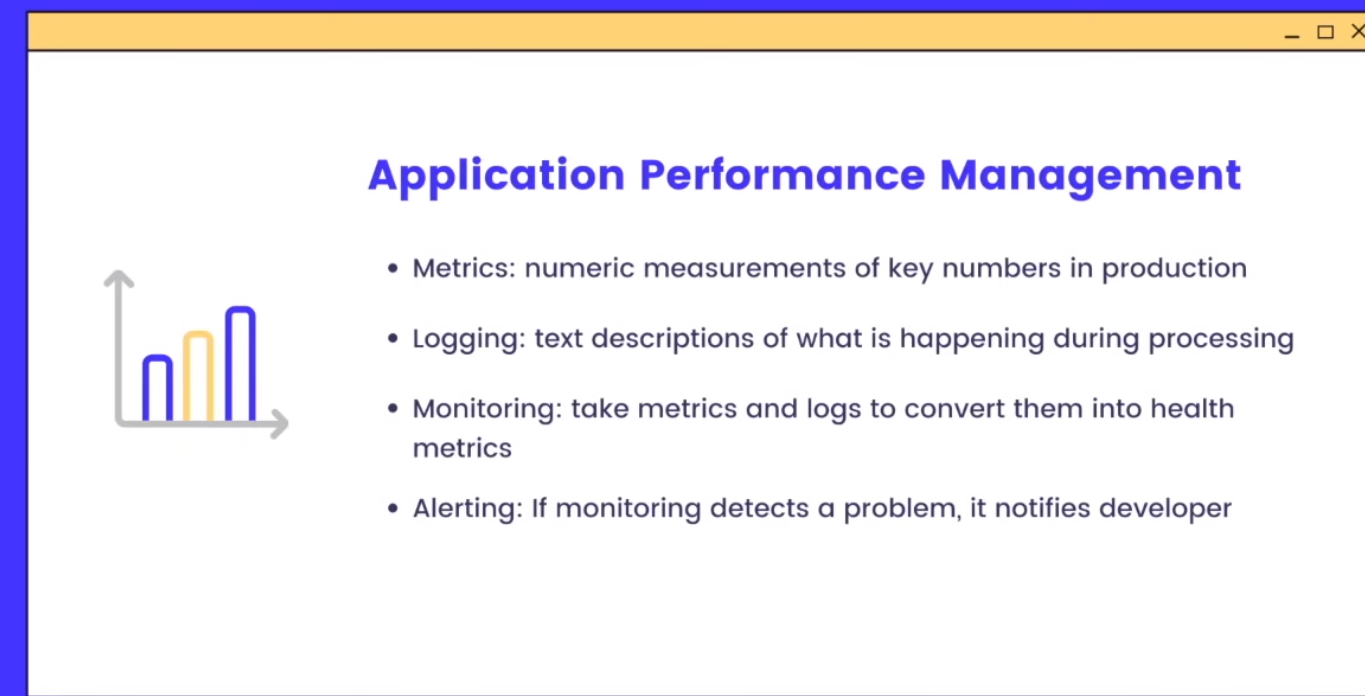 Application Performance Management
• Metrics: numeric measurements of key numbers in production
• Logging: text descriptions of what is happening during processing
• Monitoring: take metrics and logs to convert them into health
metrics
• Alerting: If monitoring detects a problem, it notifies developer